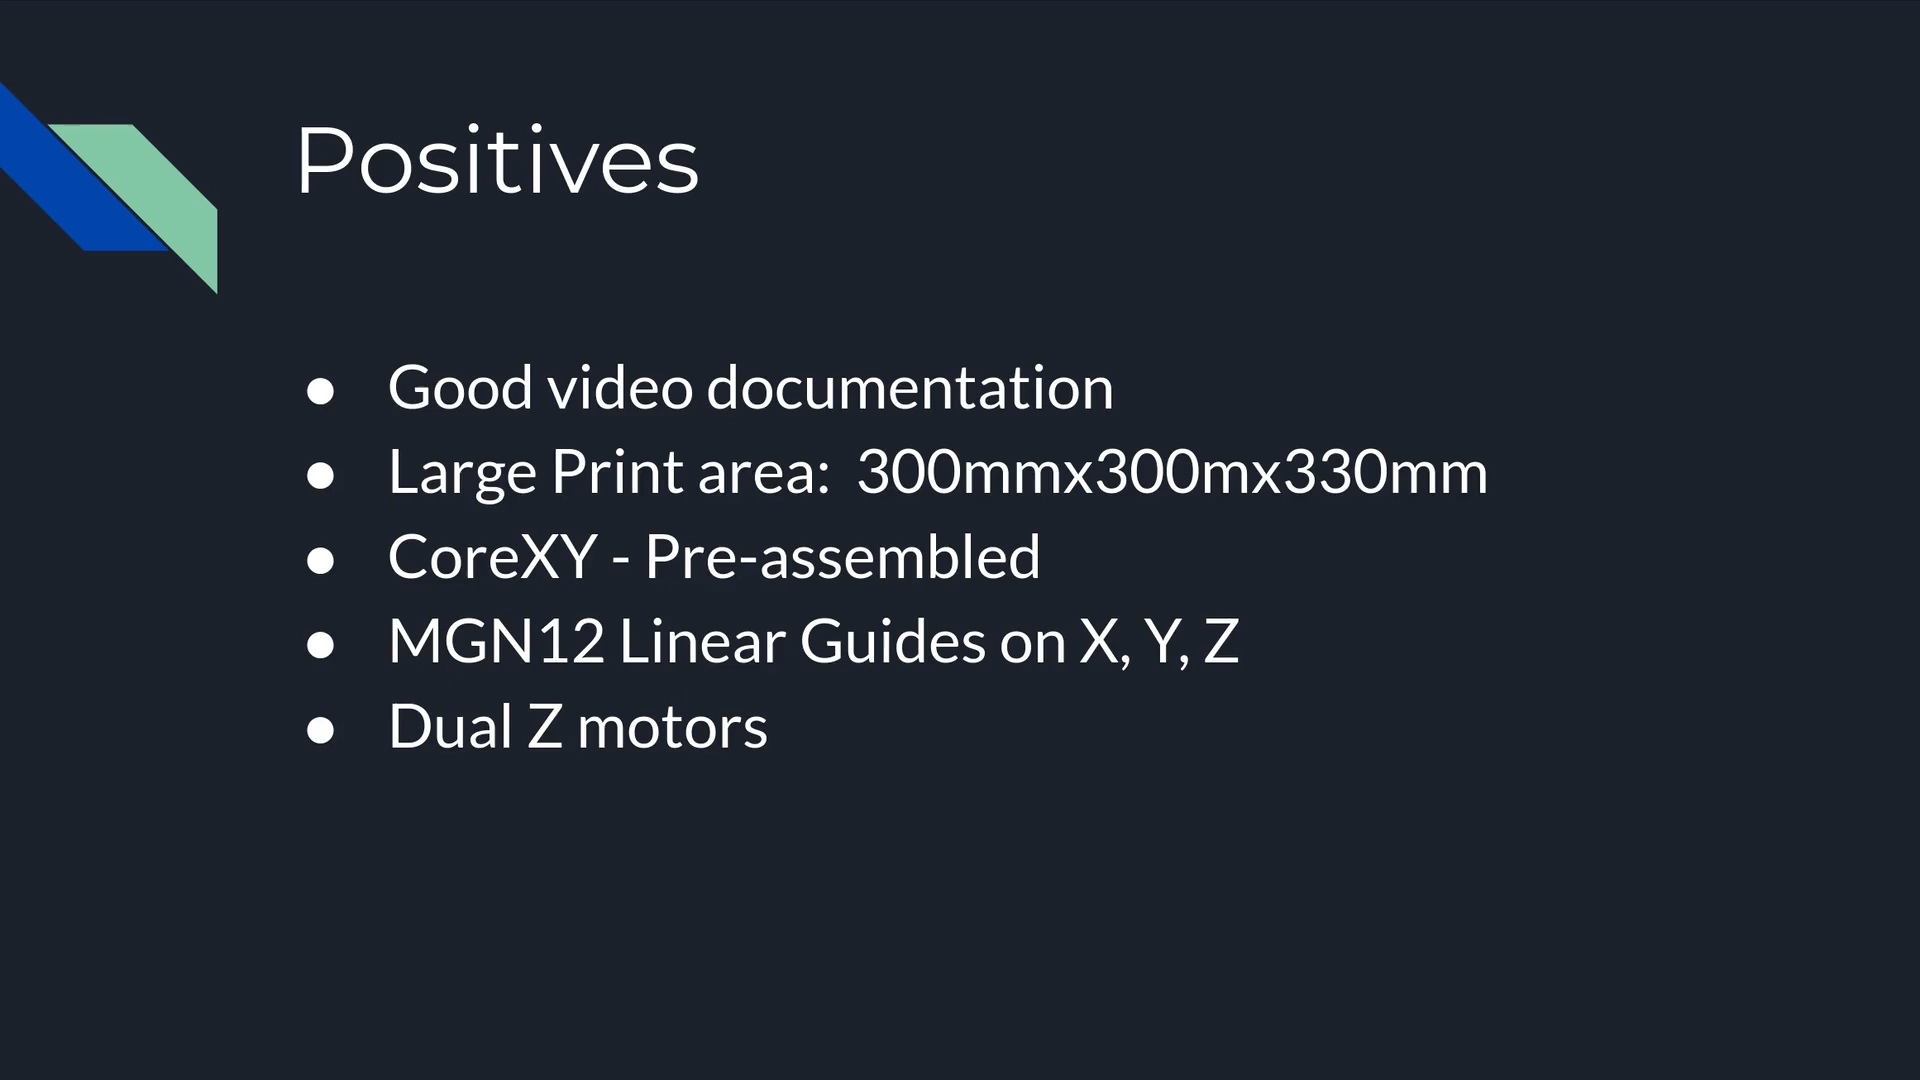 Positives
● Good video documentation
● Large Print area:  300mmx300mx330mm
● CoreXY - Pre-assembled
● MGN12 Linear Guides on X, Y, Z
● Dual Z motors